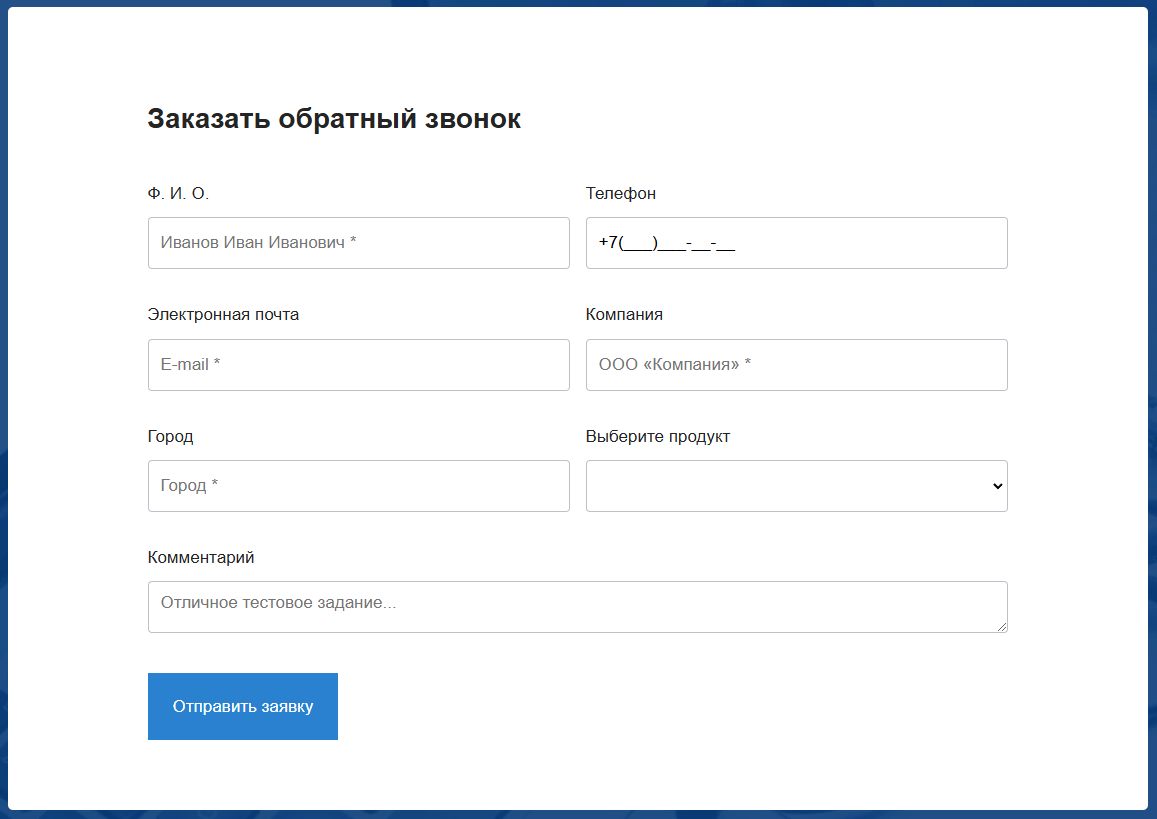 Заказать обратный звонок
Ф. И. О.
Телефон
Иванов Иван Иванович *
+7(___)___-__-__
Электронная почта
Компания
E-mail *
ООО «Компания» *
Город
Выберите продукт
Город *
Комментарий
Отличное тестовое задание...
Отправить заявку